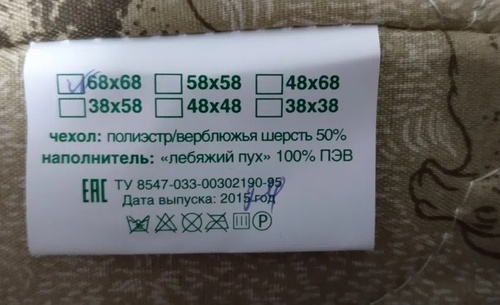 68x68 58x58 48x68
38x58 48x48 38x38
чехол: полиэстр/верблюжья шерсть 50%
наполнитель: «лебяжий пух» 100% ПЭВ
ЕАС ТУ 8547-033-00302190-95
Дата выпуска: 2015 год